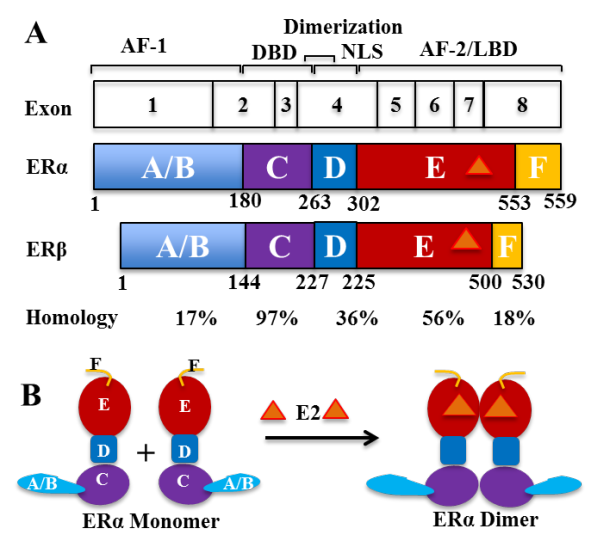 A
Dimerization
AF-1
DBD
NLS
AF-2/LBD
Exon
1 2 3 4 5 6 7 8
ERα
A/B C D E F
1 180 263 302 553 559
ERβ
A/B C D E F
1 144 227 225 500 530
Homology 17% 97% 36% 56% 18%
B
F F
E E
D D
C C
A/B A/B
+
E2
ERα Monomer
ERα Dimer